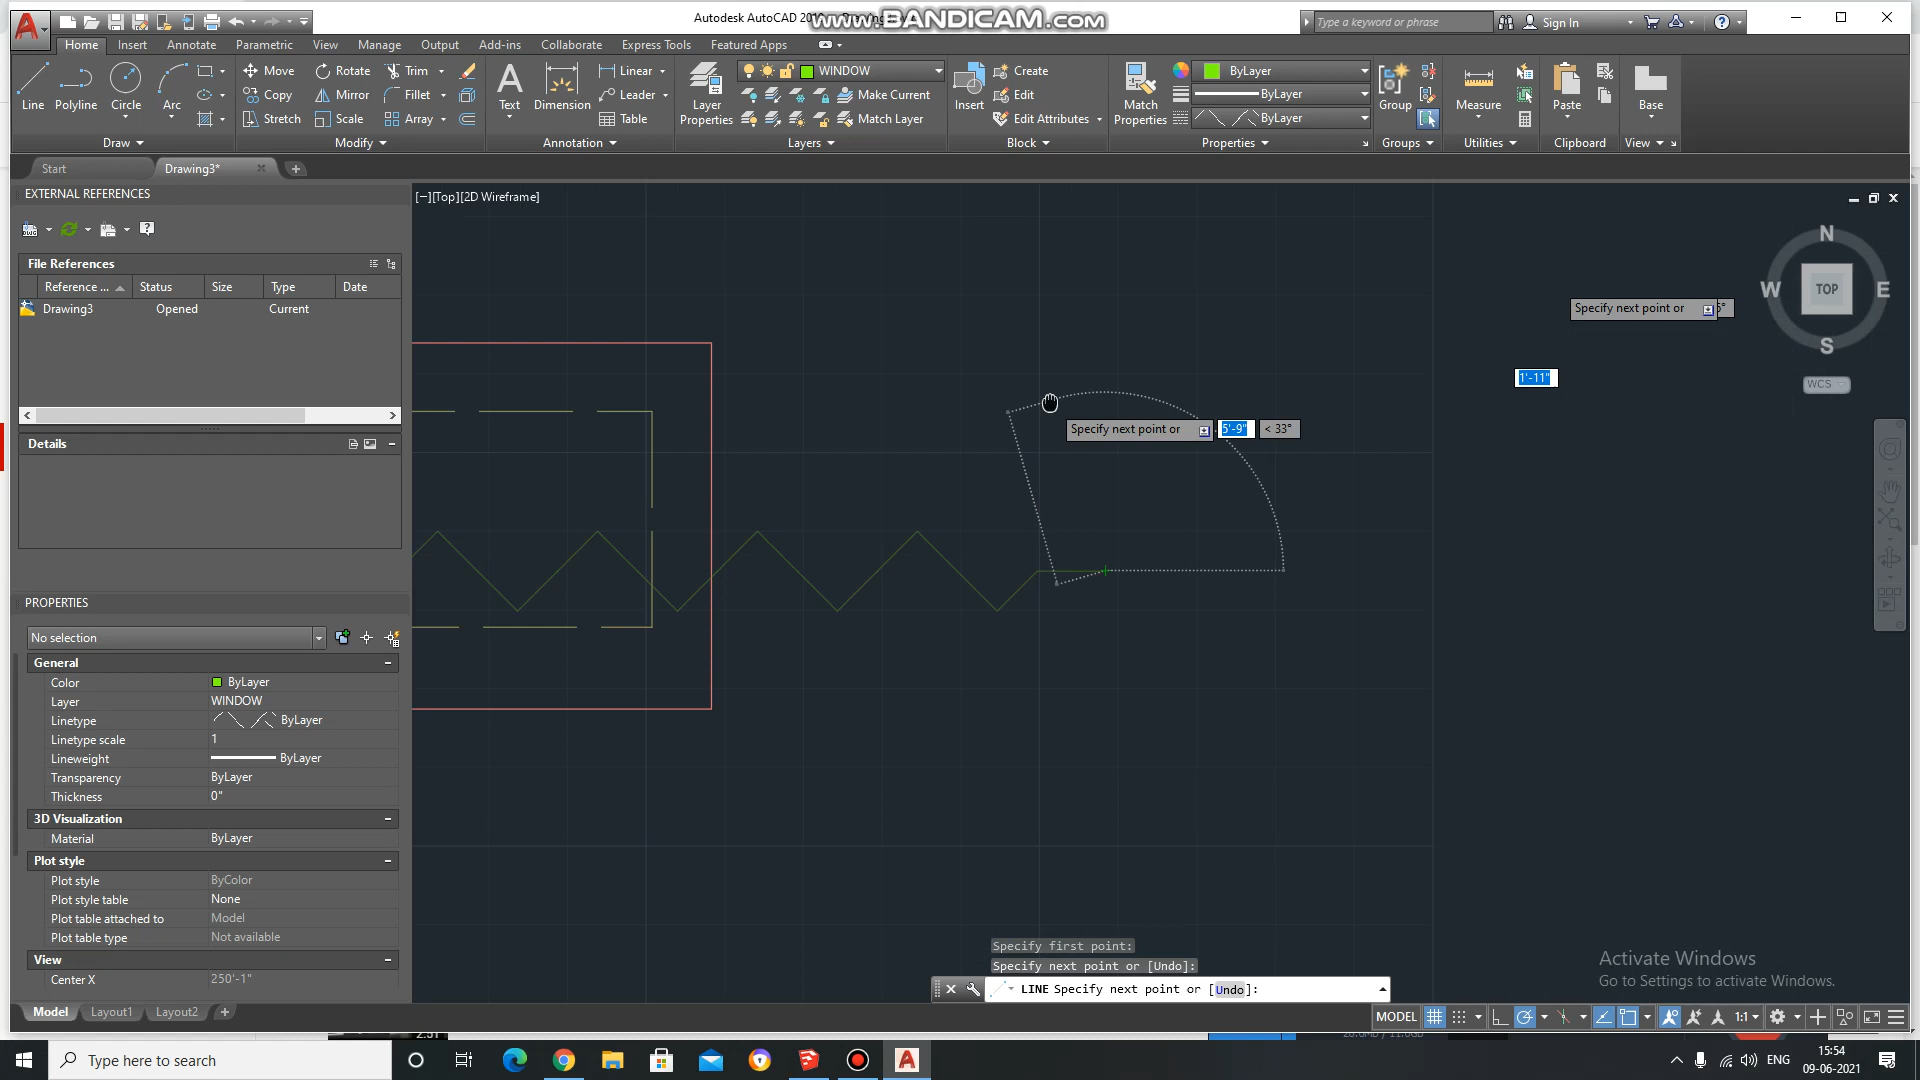 Autodesk AutoCAD 20
www.BANDICAM.com
Type a keyword or phrase
Sign In
Home Insert Annotate Parametric View Manage Output Add-ins Collaborate Express Tools Featured Apps
Line Polyline Circle Arc
Move Rotate Trim
Copy Mirror Fillet
Stretch Scale Array
Text Dimension
Linear
Leader
Table
Layer Properties
WINDOW
Make Current
Match Layer
Insert
Create
Edit
Edit Attributes
Match Properties
ByLayer
ByLayer
ByLayer
Group
Measure
Paste
Base
Draw Modify Annotation Layers Block Properties Groups Utilities Clipboard View
Start Drawing3*
EXTERNAL REFERENCES
File References
Reference ... Status Size Type Date
Drawing3 Opened Current
Details
PROPERTIES
No selection
General
Color ByLayer
Layer WINDOW
Linetype ByLayer
Linetype scale 1
Lineweight ByLayer
Transparency ByLayer
Thickness 0"
3D Visualization
Material ByLayer
Plot style
Plot style ByColor
Plot style table None
Plot table attached to Model
Plot table type Not available
View
Center X 250'-1"
[−][Top][2D Wireframe]
N
W TOP E
S
WCS
Specify next point or
1'-11"
Specify next point or 5'-9" < 33°
Specify first point:
Specify next point or [Undo]:
LINE Specify next point or [Undo]:
Activate Windows
Go to Settings to activate Windows.
Model Layout1 Layout2
MODEL 1:1
Type here to search
ENG
15:54
09-06-2021